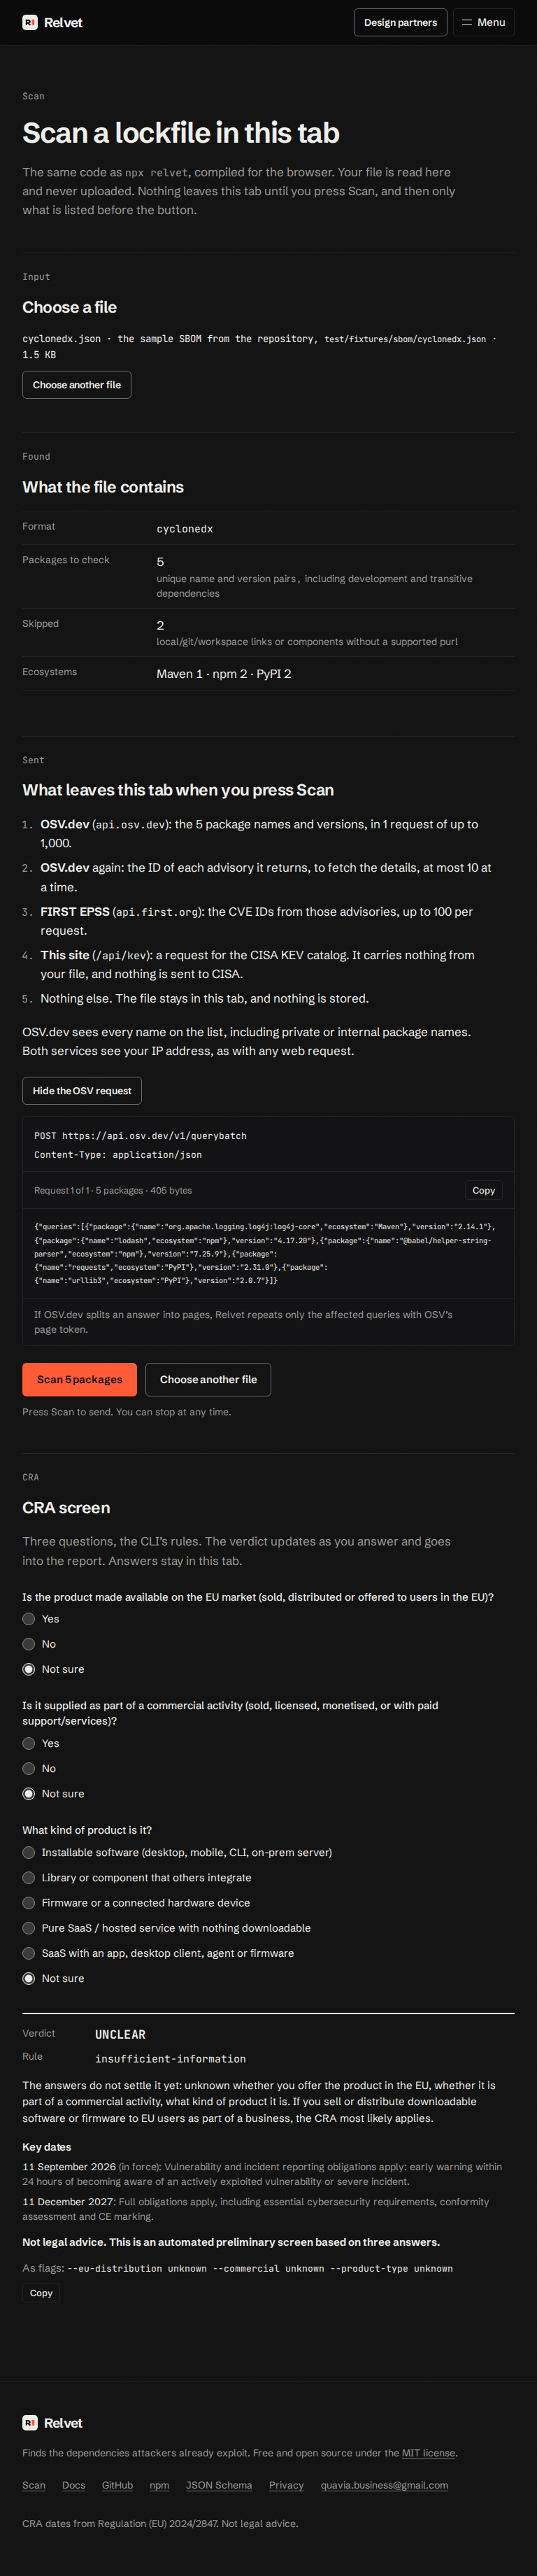 Relvet
Design partners
Menu
Scan
Scan a lockfile in this tab
The same code as npx relvet, compiled for the browser. Your file is read here
and never uploaded. Nothing leaves this tab until you press Scan, and then only
what is listed before the button.
Input
Choose a file
cyclonedx.json · the sample SBOM from the repository, test/fixtures/sbom/cyclonedx.json ·
1.5 KB
Choose another file
Found
What the file contains
Format
cyclonedx
Packages to check
5
unique name and version pairs, including development and transitive
dependencies
Skipped
2
local/git/workspace links or components without a supported purl
Ecosystems
Maven 1 · npm 2 · PyPI 2
Sent
What leaves this tab when you press Scan
1. OSV.dev (api.osv.dev): the 5 package names and versions, in 1 request of up to
1,000.
2. OSV.dev again: the ID of each advisory it returns, to fetch the details, at most 10 at
a time.
3. FIRST EPSS (api.first.org): the CVE IDs from those advisories, up to 100 per
request.
4. This site (/api/kev): a request for the CISA KEV catalog. It carries nothing from
your file, and nothing is sent to CISA.
5. Nothing else. The file stays in this tab, and nothing is stored.
OSV.dev sees every name on the list, including private or internal package names.
Both services see your IP address, as with any web request.
Hide the OSV request
POST https://api.osv.dev/v1/querybatch
Content-Type: application/json
Request 1 of 1 · 5 packages · 405 bytes
Copy
{"queries":[{"package":{"name":"org.apache.logging.log4j:log4j-core","ecosystem":"Maven"},"version":"2.14.1"},
{"package":{"name":"lodash","ecosystem":"npm"},"version":"4.17.20"},{"package":{"name":"@babel/helper-string-
parser","ecosystem":"npm"},"version":"7.25.9"},{"package":
{"name":"requests","ecosystem":"PyPI"},"version":"2.31.0"},{"package":
{"name":"urllib3","ecosystem":"PyPI"},"version":"2.0.7"}]}
If OSV.dev splits an answer into pages, Relvet repeats only the affected queries with OSV's
page token.
Scan 5 packages
Choose another file
Press Scan to send. You can stop at any time.
CRA
CRA screen
Three questions, the CLI's rules. The verdict updates as you answer and goes
into the report. Answers stay in this tab.
Is the product made available on the EU market (sold, distributed or offered to users in the EU)?
Yes
No
Not sure
Is it supplied as part of a commercial activity (sold, licensed, monetised, or with paid
support/services)?
Yes
No
Not sure
What kind of product is it?
Installable software (desktop, mobile, CLI, on-prem server)
Library or component that others integrate
Firmware or a connected hardware device
Pure SaaS / hosted service with nothing downloadable
SaaS with an app, desktop client, agent or firmware
Not sure
Verdict
UNCLEAR
Rule
insufficient-information
The answers do not settle it yet: unknown whether you offer the product in the EU, whether it is
part of a commercial activity, what kind of product it is. If you sell or distribute downloadable
software or firmware to EU users as part of a business, the CRA most likely applies.
Key dates
11 September 2026 (in force): Vulnerability and incident reporting obligations apply: early warning within
24 hours of becoming aware of an actively exploited vulnerability or severe incident.
11 December 2027: Full obligations apply, including essential cybersecurity requirements, conformity
assessment and CE marking.
Not legal advice. This is an automated preliminary screen based on three answers.
As flags: --eu-distribution unknown --commercial unknown --product-type unknown
Copy
Relvet
Finds the dependencies attackers already exploit. Free and open source under the MIT license.
Scan
Docs
GitHub
npm
JSON Schema
Privacy
quavia.business@gmail.com
CRA dates from Regulation (EU) 2024/2847. Not legal advice.